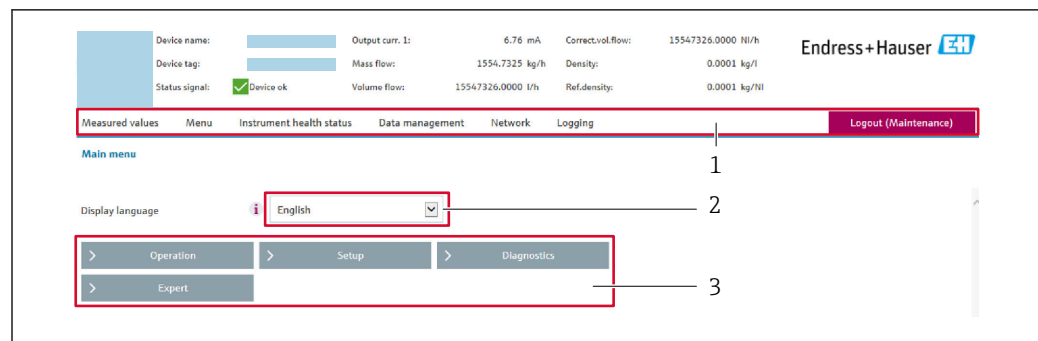 Device name: Output curr. 1: 6.76 mA Correct.vol.flow: 15547326.0000 Nl/h
Endress+Hauser EH
Device tag: Mass flow: 1554.7325 kg/h Density: 0.0001 kg/l
Status signal: Device ok Volume flow: 15547326.0000 l/h Ref.density: 0.0001 kg/Nl
Measured values Menu Instrument health status Data management Network Logging Logout (Maintenance)
1
Main menu
Display language i English 2
> Operation > Setup > Diagnostics
> Expert 3